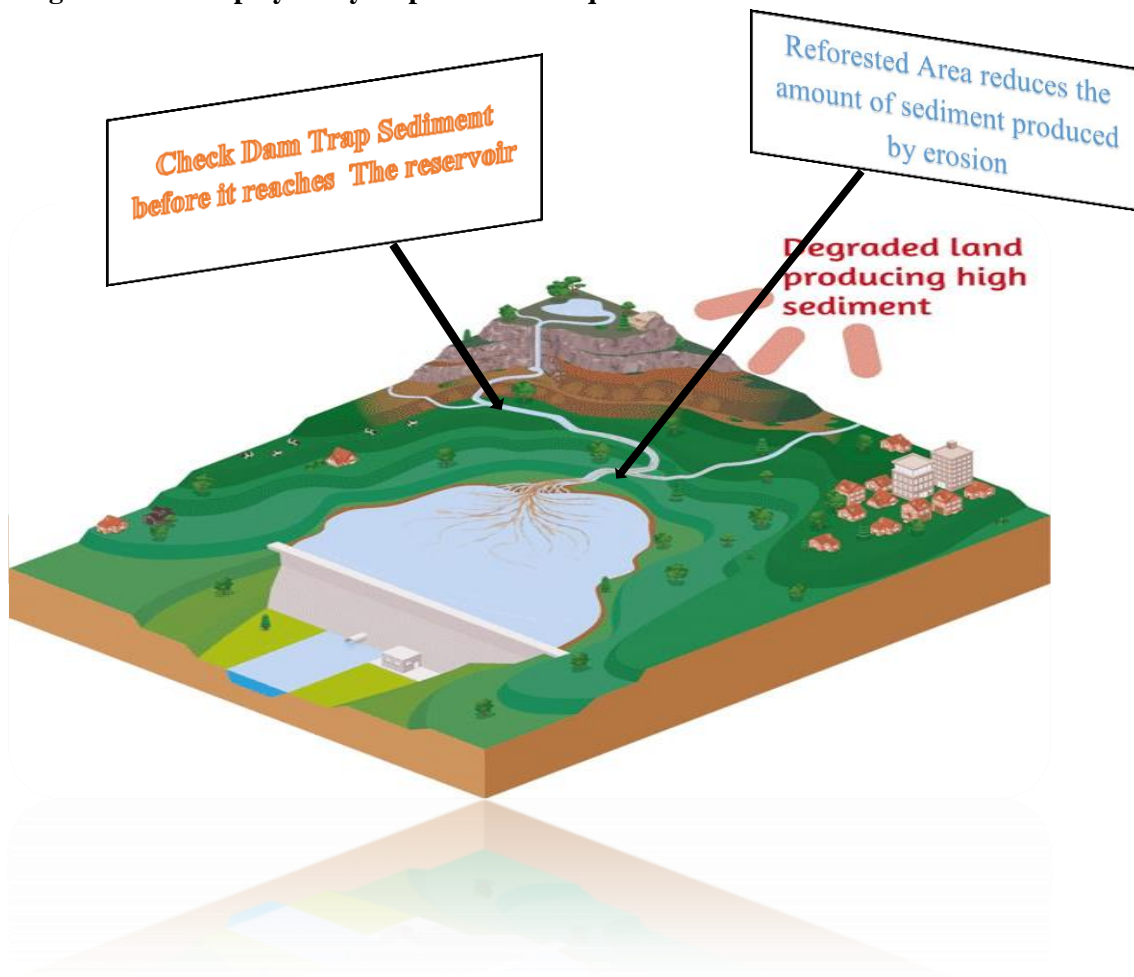 Check Dam Trap Sediment
before it reaches The reservoir
Reforested Area reduces the
amount of sediment produced
by erosion
Degraded land
producing high
sediment